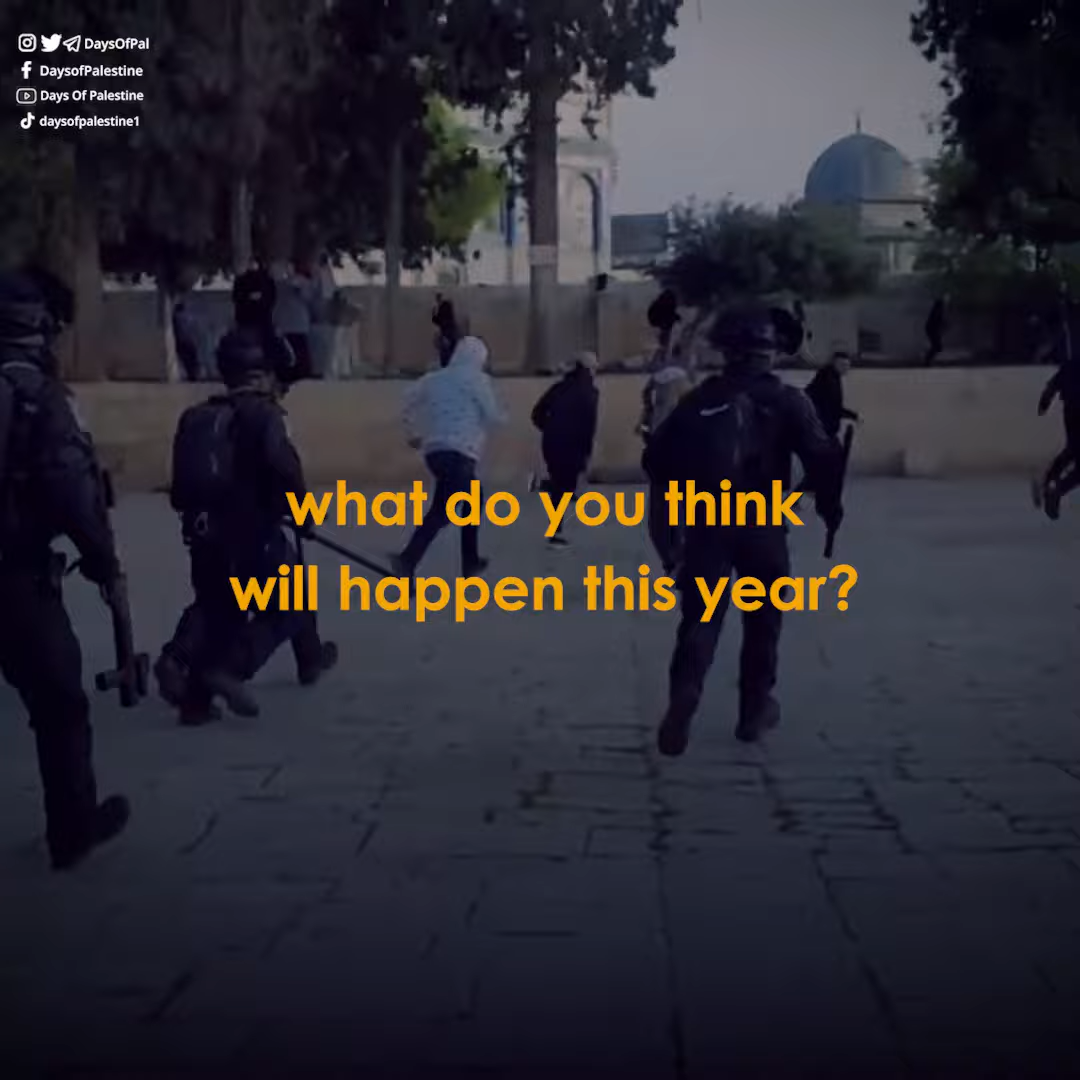 DaysOfPal
DaysofPalestine
Days Of Palestine
daysofpalestine1
what do you think
will happen this year?